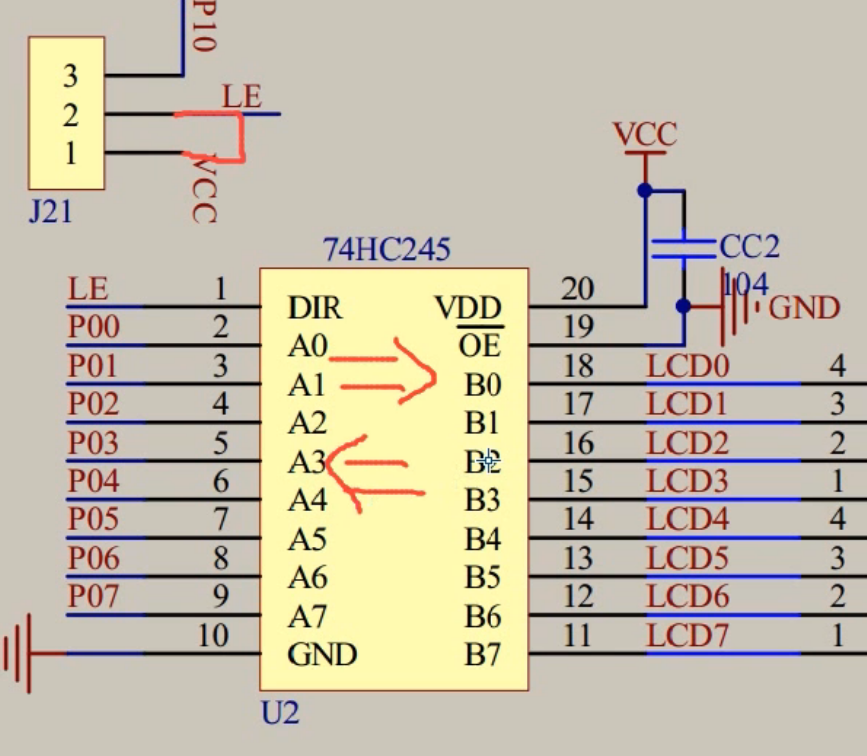 P10
3
2 LE
1 VCC
J21
VCC
CC2
104
GND
74HC245
LE 1 DIR VDD 20
P00 2 A0 OE 19
P01 3 A1 B0 18 LCD0 4
P02 4 A2 B1 17 LCD1 3
P03 5 A3 B2 16 LCD2 2
P04 6 A4 B3 15 LCD3 1
P05 7 A5 B4 14 LCD4 4
P06 8 A6 B5 13 LCD5 3
P07 9 A7 B6 12 LCD6 2
10 GND B7 11 LCD7 1
U2